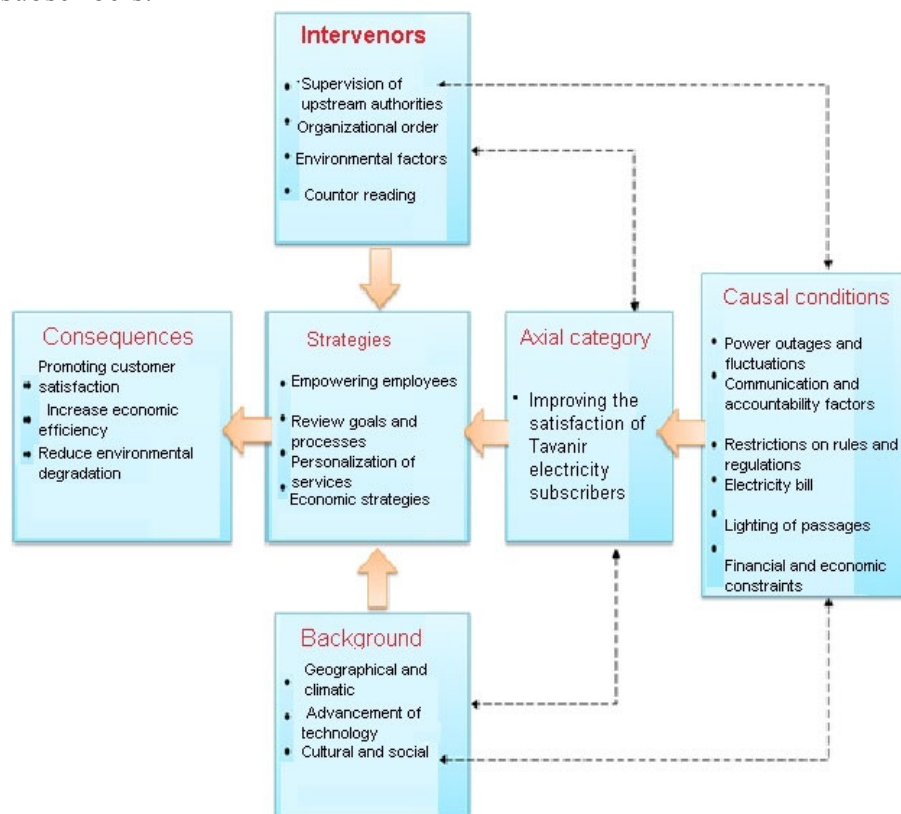 Intervenors
Supervision of
upstream authorities
Organizational order
Environmental factors
Countor reading
Consequences
Promoting customer
satisfaction
Increase economic
efficiency
Reduce environmental
degradation
Strategies
Empowering employees
Review goals and
processes
Personalization of
services
Economic strategies
Axial category
Improving the
satisfaction of
Tavanir
electricity
subscribers
Causal conditions
Power outages and
fluctuations
Communication and
accountability factors
Restrictions on rules and
regulations
Electricity bill
Lighting of passages
Financial and economic
constraints
Background
Geographical and
climatic
Advancement of
technology
Cultural and social